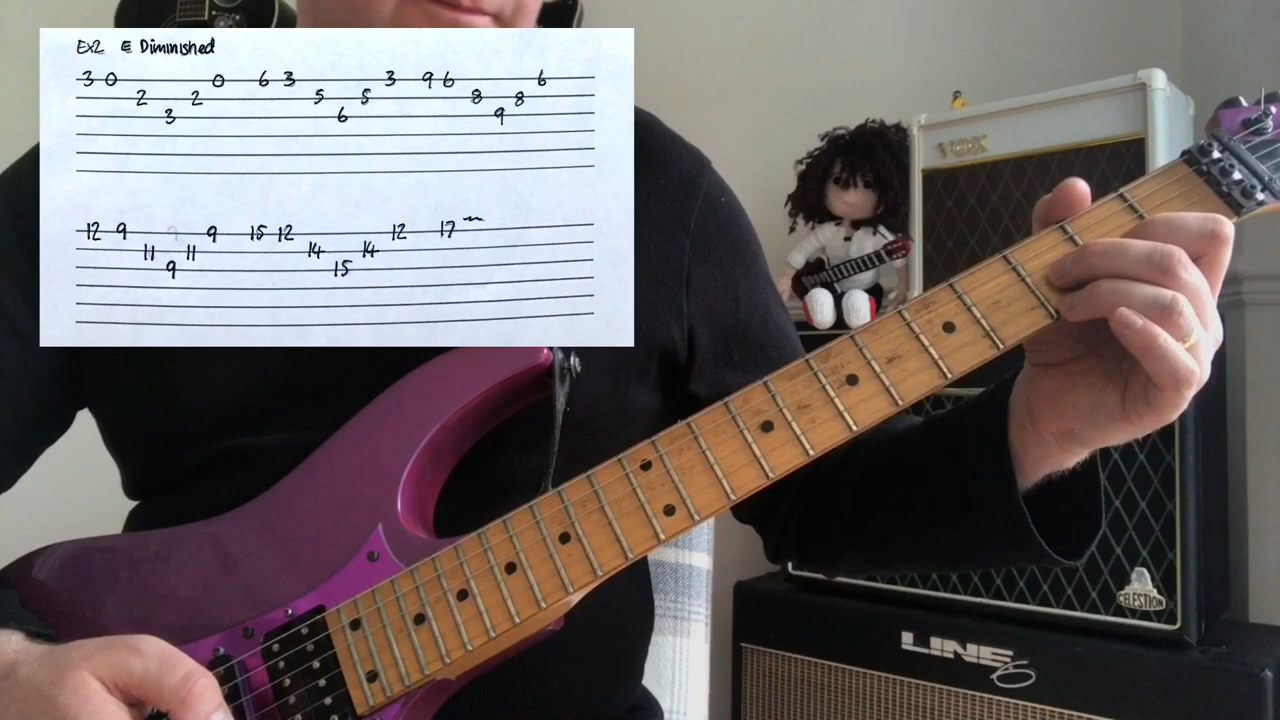 Ex2 E Diminished
3 0 0 6 3 3 9 6 6
2 2 5 5 8 8
3 6 9
12 9 9 15 12 12 17
11 11 14 14
9 15
VOX
CELESTION
LINE 6